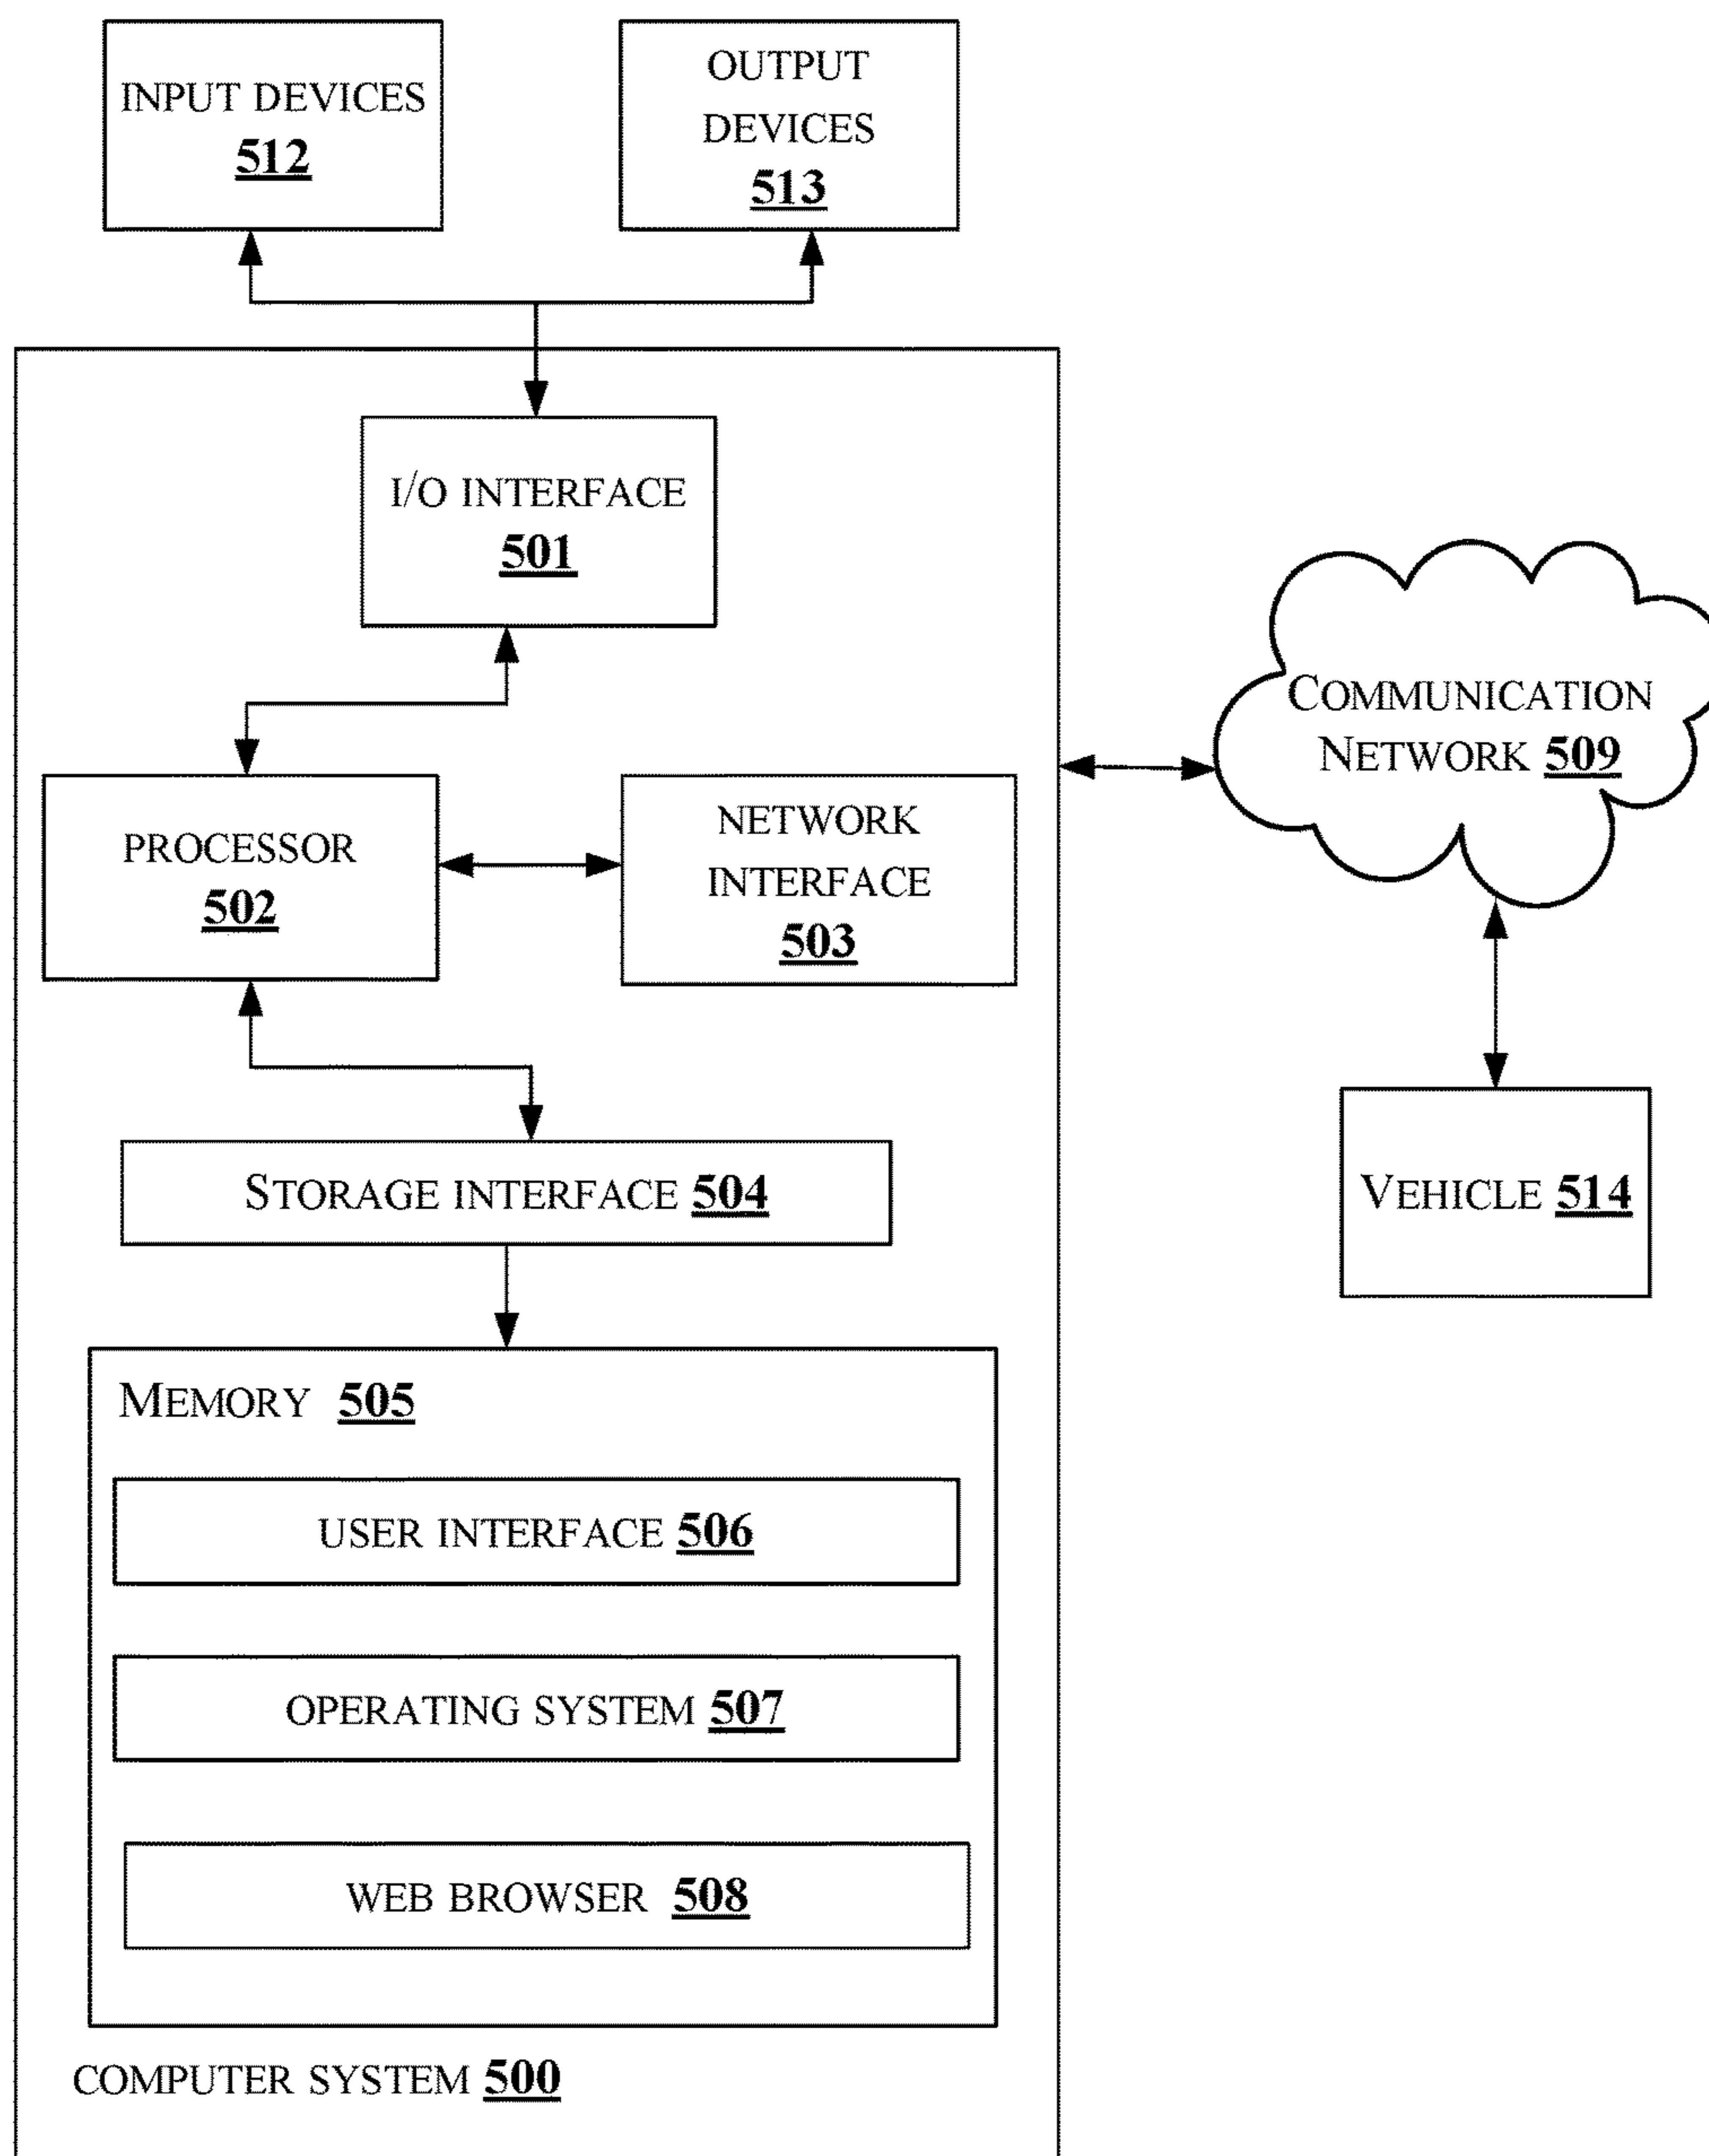 INPUT DEVICES
512
OUTPUT
DEVICES
513
I/O INTERFACE
501
PROCESSOR
502
NETWORK
INTERFACE
503
COMMUNICATION
NETWORK 509
VEHICLE 514
STORAGE INTERFACE 504
MEMORY 505
USER INTERFACE 506
OPERATING SYSTEM 507
WEB BROWSER 508
COMPUTER SYSTEM 500